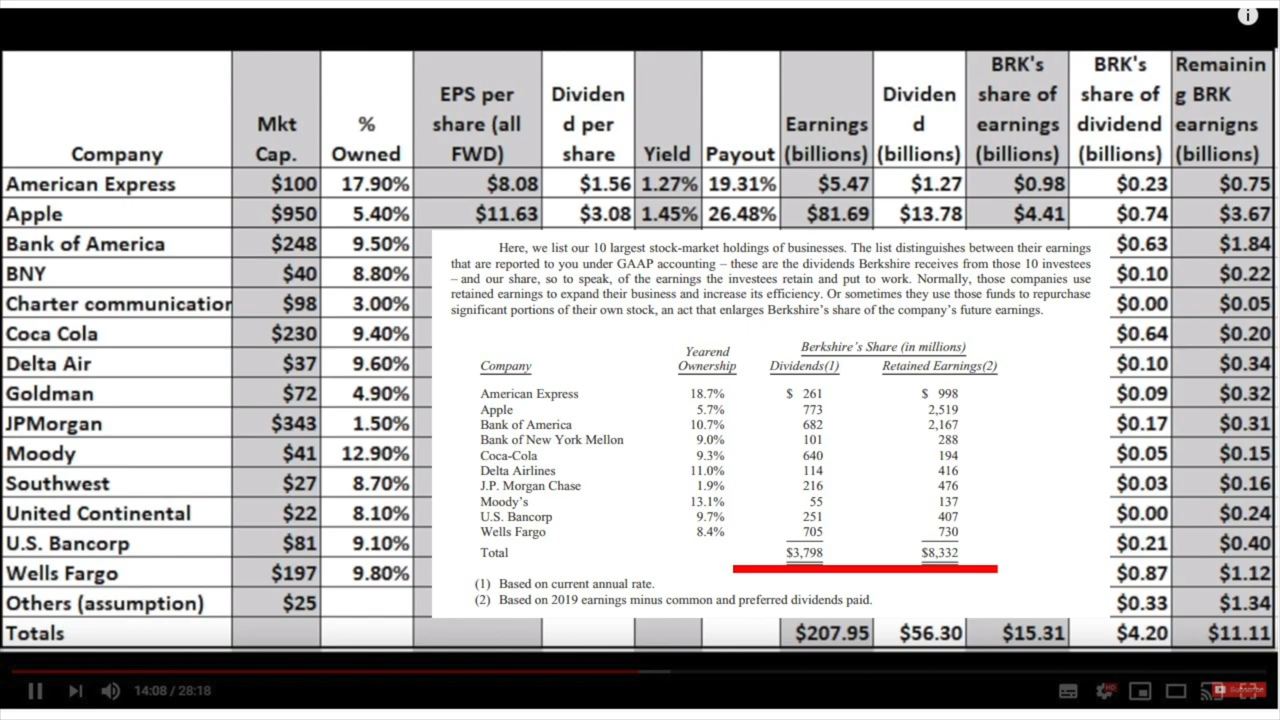 Company Mkt Cap. % Owned EPS per share (all FWD) Dividen d per share Yield Payout Earnings (billions) Dividen d (billions) BRK's share of earnings (billions) BRK's share of dividend (billions) Remainin g BRK earnigns (billions)
American Express $100 17.90% $8.08 $1.56 1.27% 19.31% $5.47 $1.27 $0.98 $0.23 $0.75
Apple $950 5.40% $11.63 $3.08 1.45% 26.48% $81.69 $13.78 $4.41 $0.74 $3.67
Bank of America $248 9.50% $0.63 $1.84
BNY $40 8.80% $0.10 $0.22
Charter communication $98 3.00% $0.00 $0.05
Coca Cola $230 9.40% $0.64 $0.20
Delta Air $37 9.60% $0.10 $0.34
Goldman $72 4.90% $0.09 $0.32
JPMorgan $343 1.50% $0.17 $0.31
Moody $41 12.90% $0.05 $0.15
Southwest $27 8.70% $0.03 $0.16
United Continental $22 8.10% $0.00 $0.24
U.S. Bancorp $81 9.10% $0.21 $0.40
Wells Fargo $197 9.80% $0.87 $1.12
Others (assumption) $25 $0.33 $1.34
Totals $207.95 $56.30 $15.31 $4.20 $11.11
Here, we list our 10 largest stock-market holdings of businesses. The list distinguishes between their earnings
that are reported to you under GAAP accounting – these are the dividends Berkshire receives from those 10 investees
– and our share, so to speak, of the earnings the investees retain and put to work. Normally, those companies use
retained earnings to expand their business and increase its efficiency. Or sometimes they use those funds to repurchase
significant portions of their own stock, an act that enlarges Berkshire's share of the company's future earnings.
Berkshire's Share (in millions)
Company Yearend Ownership Dividends(1) Retained Earnings(2)
American Express 18.7% $ 261 $ 998
Apple 5.7% 773 2,519
Bank of America 10.7% 682 2,167
Bank of New York Mellon 9.0% 101 288
Coca-Cola 9.3% 640 194
Delta Airlines 11.0% 114 416
J.P. Morgan Chase 1.9% 216 476
Moody's 13.1% 55 137
U.S. Bancorp 9.7% 251 407
Wells Fargo 8.4% 705 730
Total $3,798 $8,332
(1) Based on current annual rate.
(2) Based on 2019 earnings minus common and preferred dividends paid.
14:08 / 28:18
HD
Subscribe